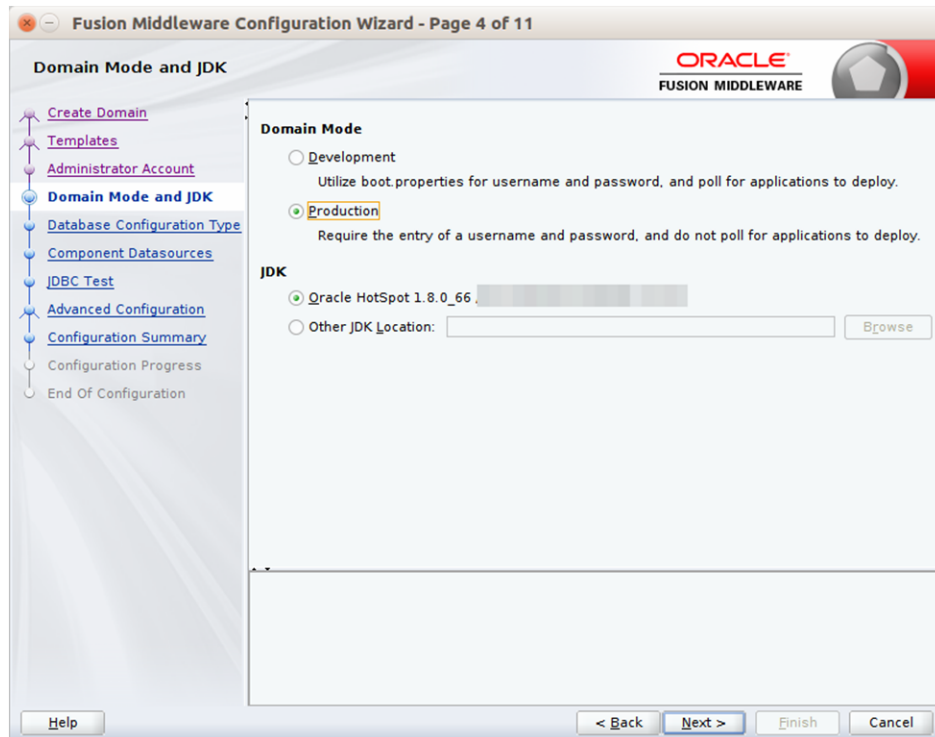 Fusion Middleware Configuration Wizard - Page 4 of 11
Domain Mode and JDK
ORACLE
FUSION MIDDLEWARE
Create Domain
Templates
Administrator Account
Domain Mode and JDK
Database Configuration Type
Component Datasources
JDBC Test
Advanced Configuration
Configuration Summary
Configuration Progress
End Of Configuration
Domain Mode
Development
Utilize boot.properties for username and password, and poll for applications to deploy.
Production
Require the entry of a username and password, and do not poll for applications to deploy.
JDK
Oracle HotSpot 1.8.0_66
Other JDK Location:
Browse
Help
< Back
Next >
Finish
Cancel